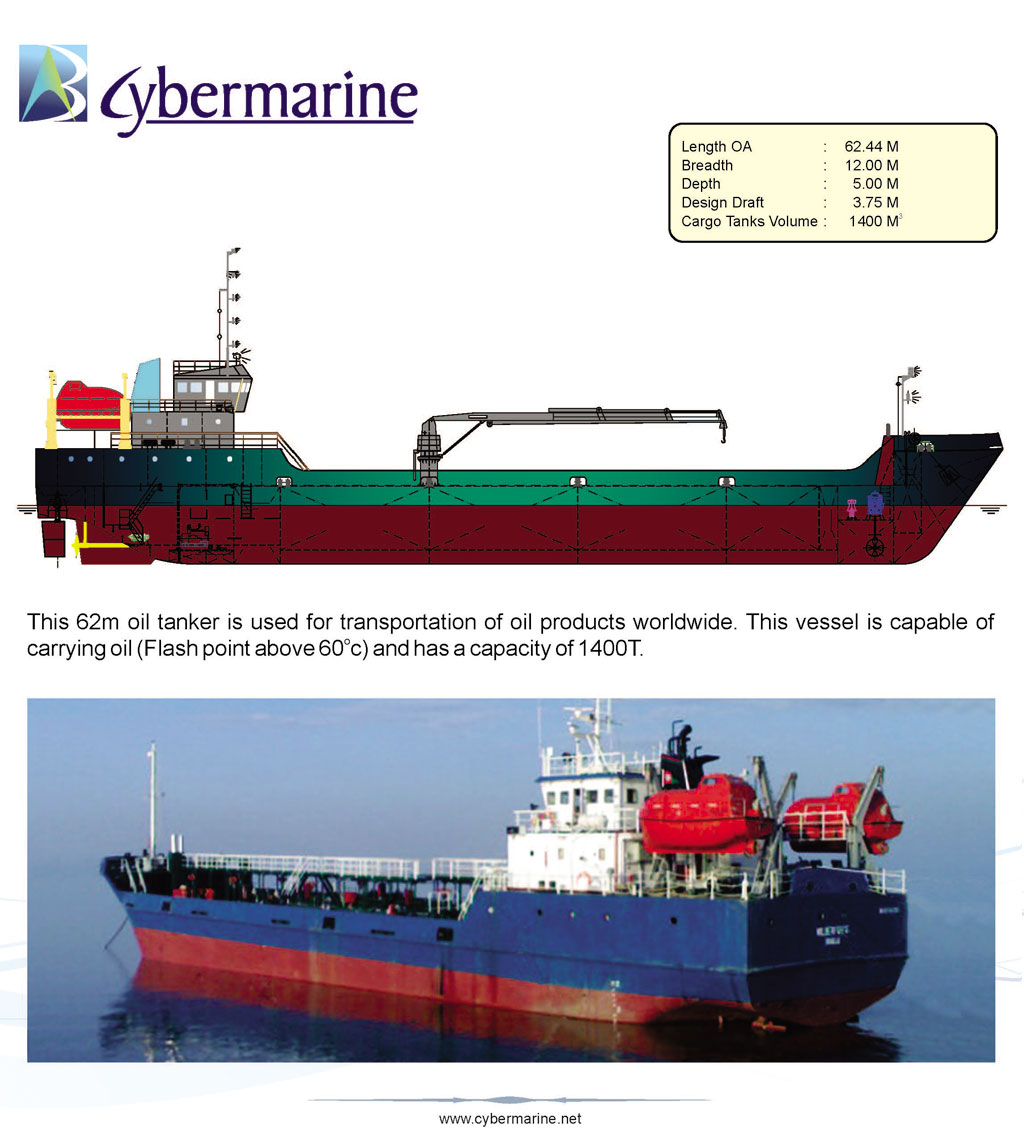 Cybermarine
Length OA : 62.44 M
Breadth : 12.00 M
Depth : 5.00 M
Design Draft : 3.75 M
Cargo Tanks Volume : 1400 M³
This 62m oil tanker is used for transportation of oil products worldwide. This vessel is capable of
carrying oil (Flash point above 60°c) and has a capacity of 1400T.
www.cybermarine.net